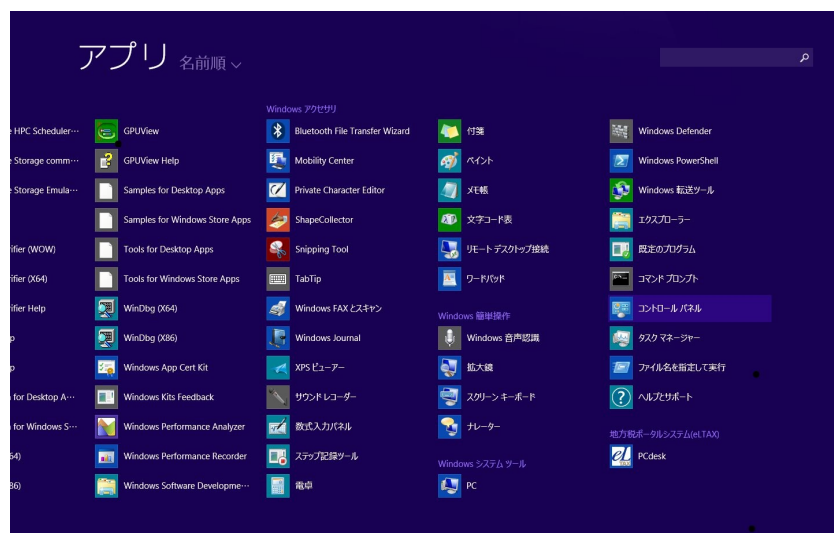 アプリ 名前順
HPC Scheduler…
Storage comm…
Storage Emula…
ifier (WOW)
ifier (X64)
ifier Help
for Desktop A…
for Windows S…
64)
86)
GPUView
GPUView Help
Samples for Desktop Apps
Samples for Windows Store Apps
Tools for Desktop Apps
Tools for Windows Store Apps
WinDbg (X64)
WinDbg (X86)
Windows App Cert Kit
Windows Kits Feedback
Windows Performance Analyzer
Windows Performance Recorder
Windows Software Developme…
Windows アクセサリ
Bluetooth File Transfer Wizard
Mobility Center
Private Character Editor
ShapeCollector
Snipping Tool
TabTip
Windows FAX とスキャン
Windows Journal
XPS ビューアー
サウンド レコーダー
数式入力パネル
ステップ記録ツール
電卓
付箋
ペイント
メモ帳
文字コード表
リモート デスクトップ接続
ワードパッド
Windows 簡単操作
Windows 音声認識
拡大鏡
スクリーン キーボード
ナレーター
Windows システム ツール
PC
Windows Defender
Windows PowerShell
Windows 転送ツール
エクスプローラー
既定のプログラム
コマンド プロンプト
コントロール パネル
タスク マネージャー
ファイル名を指定して実行
ヘルプとサポート
地方税ポータルシステム(eLTAX)
PCdesk